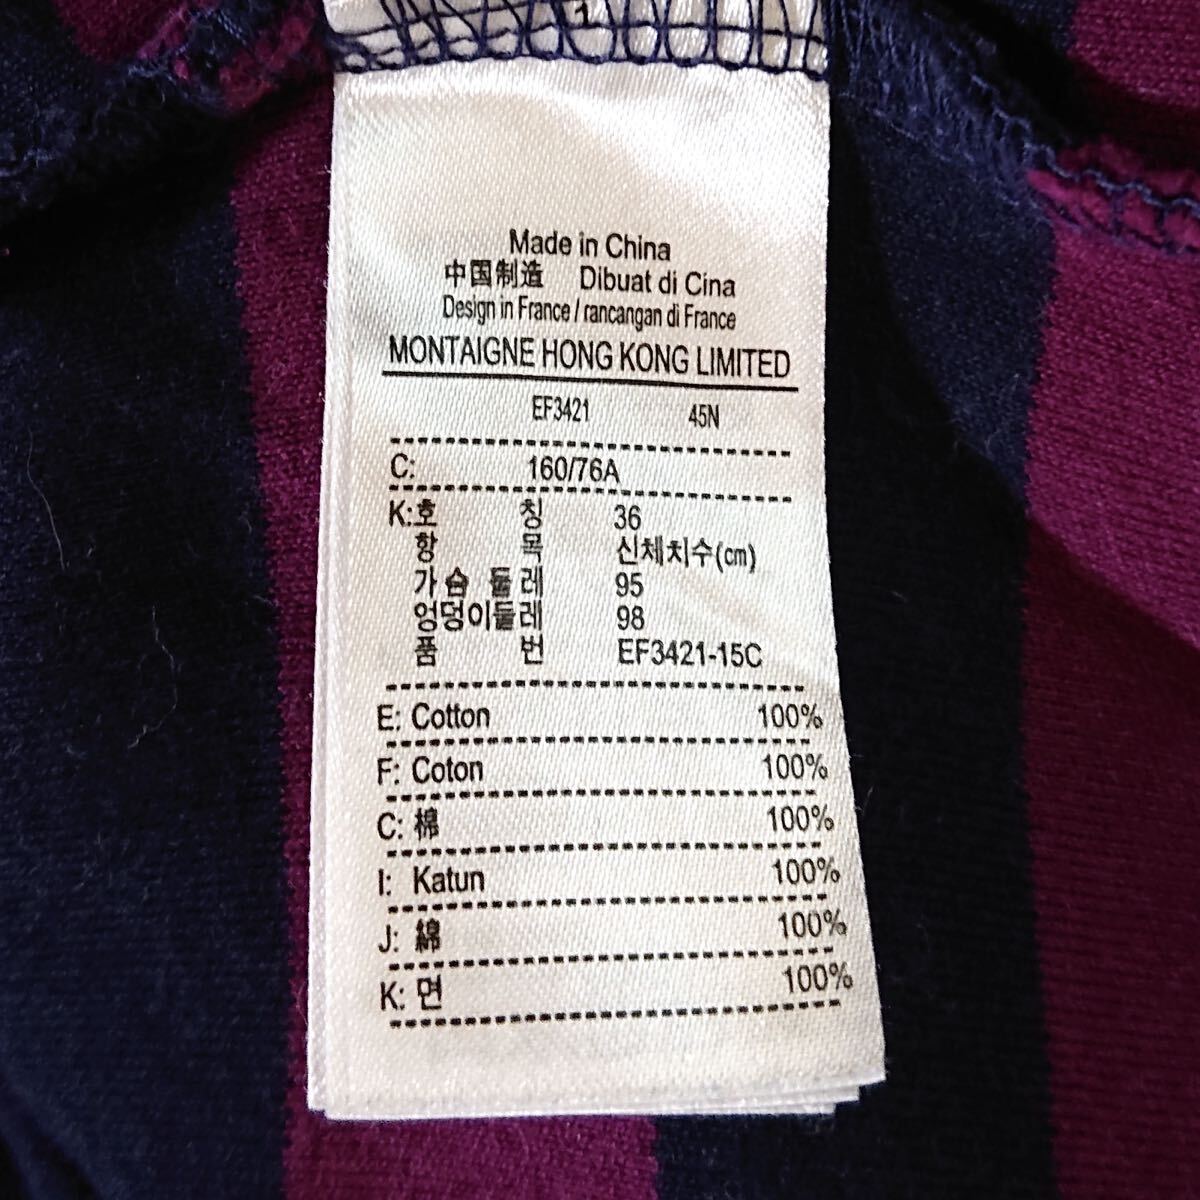 Made in China
中国制造 Dibuat di Cina
Design in France / rancangan di France
MONTAIGNE HONG KONG LIMITED
EF3421 45N
C: 160/76A
K:호 칭 36
항 목 신체치수(cm)
가슴 둘레 95
엉덩이둘레 98
품 번 EF3421-15C
E: Cotton 100%
F: Coton 100%
C: 棉 100%
I: Katun 100%
J: 綿 100%
K: 면 100%